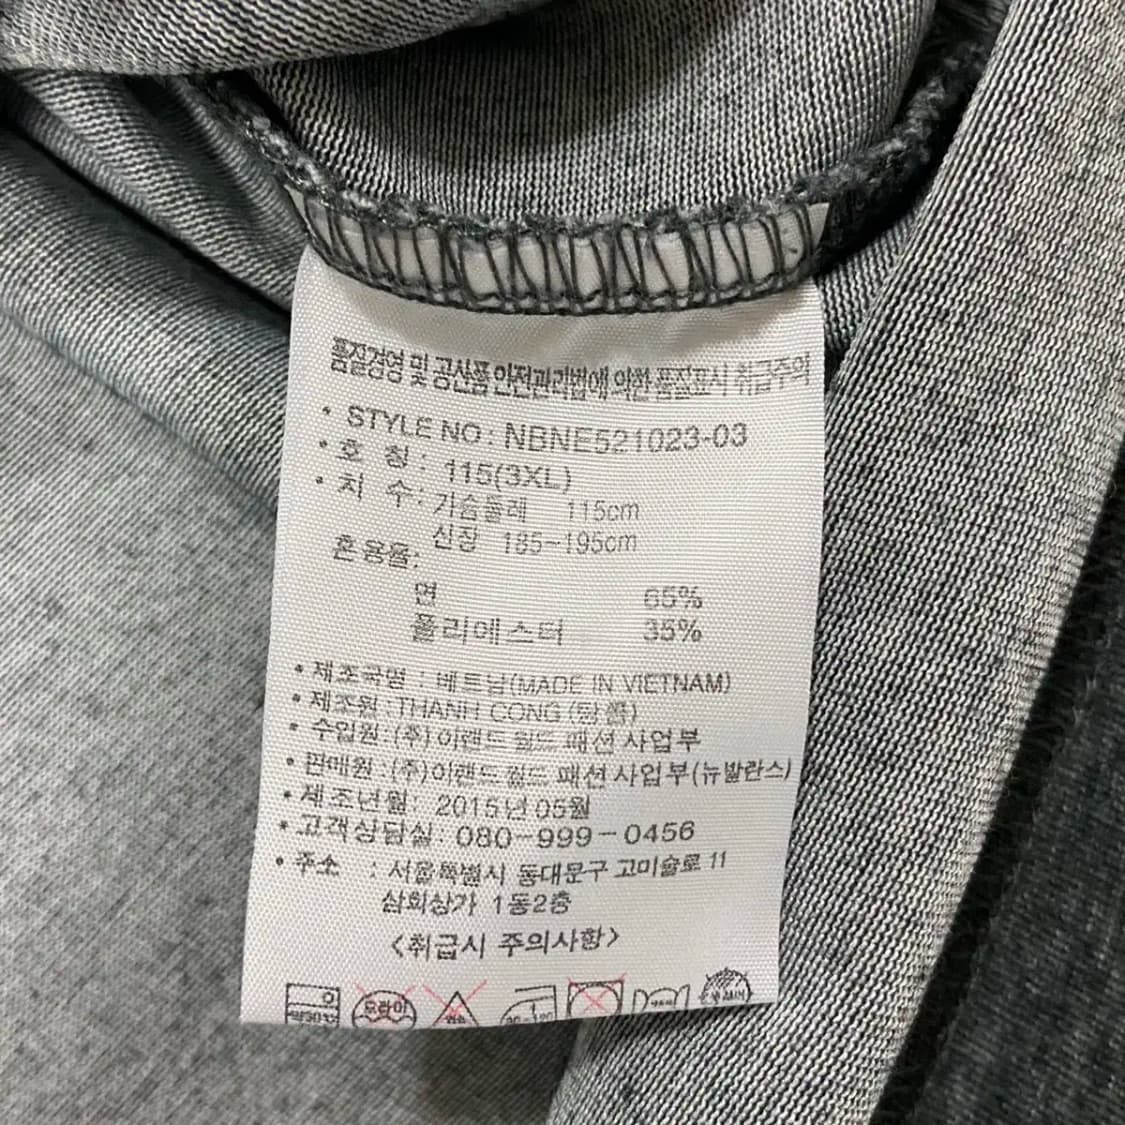 품질경영 및 공산품안전관리법에 의한 품질표시 취급주의
• STYLE NO : NBNE521023-03
• 호 칭 : 115(3XL)
• 치 수 : 가슴둘레 115cm
신장 185~195cm
혼용율:
면 65%
폴리에스터 35%
• 제조국명 : 베트남(MADE IN VIETNAM)
• 제조원 : THANH CONG (탕콩)
• 수입원 : (주)이랜드월드 패션 사업부
• 판매원 : (주)이랜드월드 패션사업부(뉴발란스)
• 제조년월: 2015년 05월
• 고객상담실: 080-999-0456
• 주소 : 서울특별시 동대문구 고미술로 11
삼희상가 1동2층
<취급시 주의사항>
약30℃ 드라이